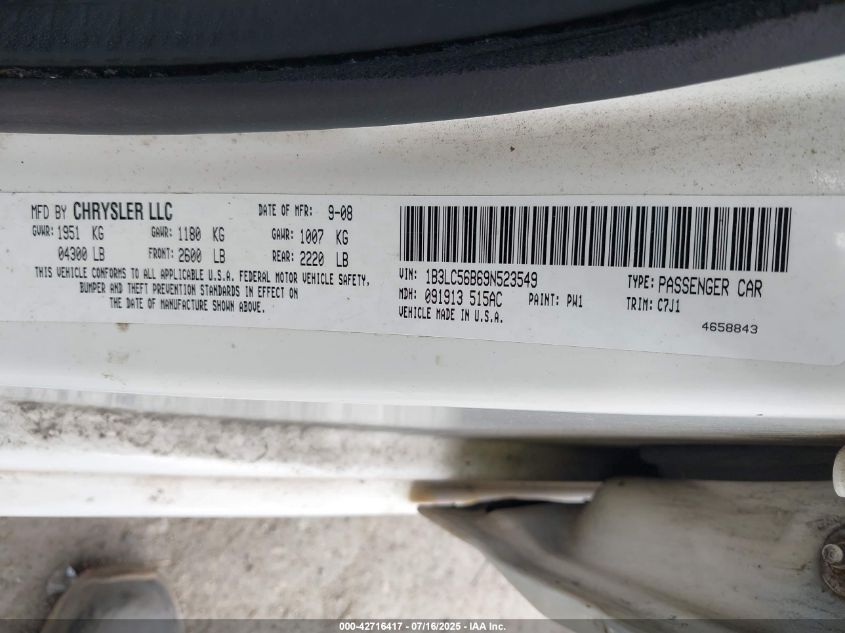 MFD BY CHRYSLER LLC DATE OF MFR: 9-08
GVWR: 1951 KG GAWR: 1180 KG GAWR: 1007 KG
04300 LB FRONT: 2600 LB REAR: 2220 LB
THIS VEHICLE CONFORMS TO ALL APPLICABLE U.S.A. FEDERAL MOTOR VEHICLE SAFETY,
BUMPER AND THEFT PREVENTION STANDARDS IN EFFECT ON
THE DATE OF MANUFACTURE SHOWN ABOVE.
VIN: 1B3LC56B69N523549 TYPE: PASSENGER CAR
MDH: 091913 515AC PAINT: PW1 TRIM: C7J1
VEHICLE MADE IN U.S.A.
4658843
000-42716417 - 07/16/2025 - IAA Inc.